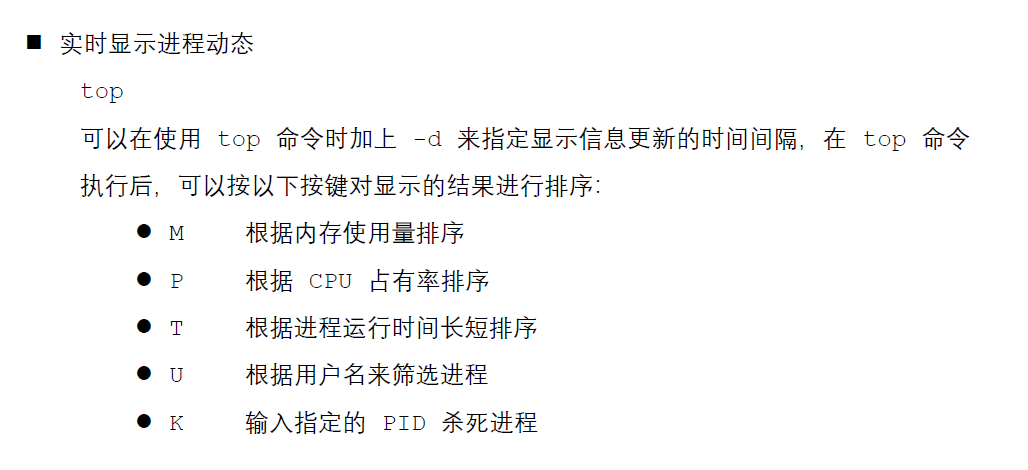 ■ 实时显示进程动态
top
可以在使用 top 命令时加上 -d 来指定显示信息更新的时间间隔，在 top 命令
执行后，可以按以下按键对显示的结果进行排序：
● M 根据内存使用量排序
● P 根据 CPU 占有率排序
● T 根据进程运行时间长短排序
● U 根据用户名来筛选进程
● K 输入指定的 PID 杀死进程